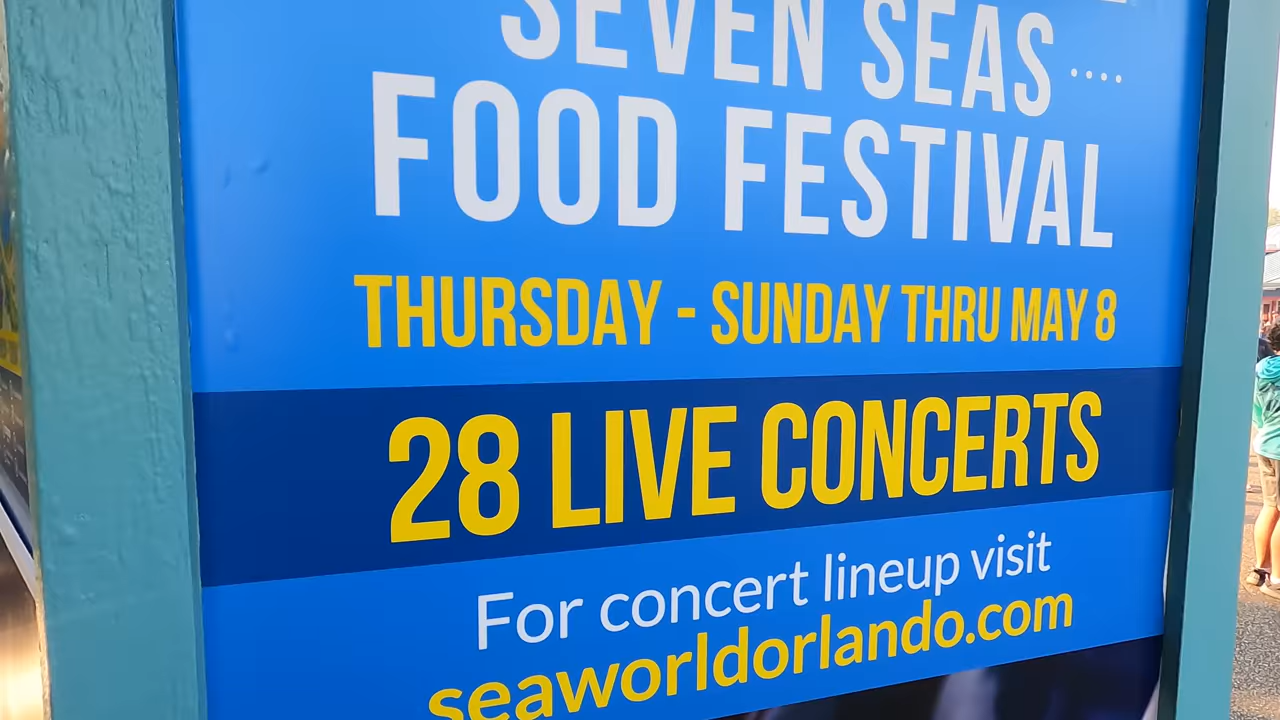 SEVEN SEAS ....
FOOD FESTIVAL
THURSDAY - SUNDAY THRU MAY 8
28 LIVE CONCERTS
For concert lineup visit
seaworldorlando.com